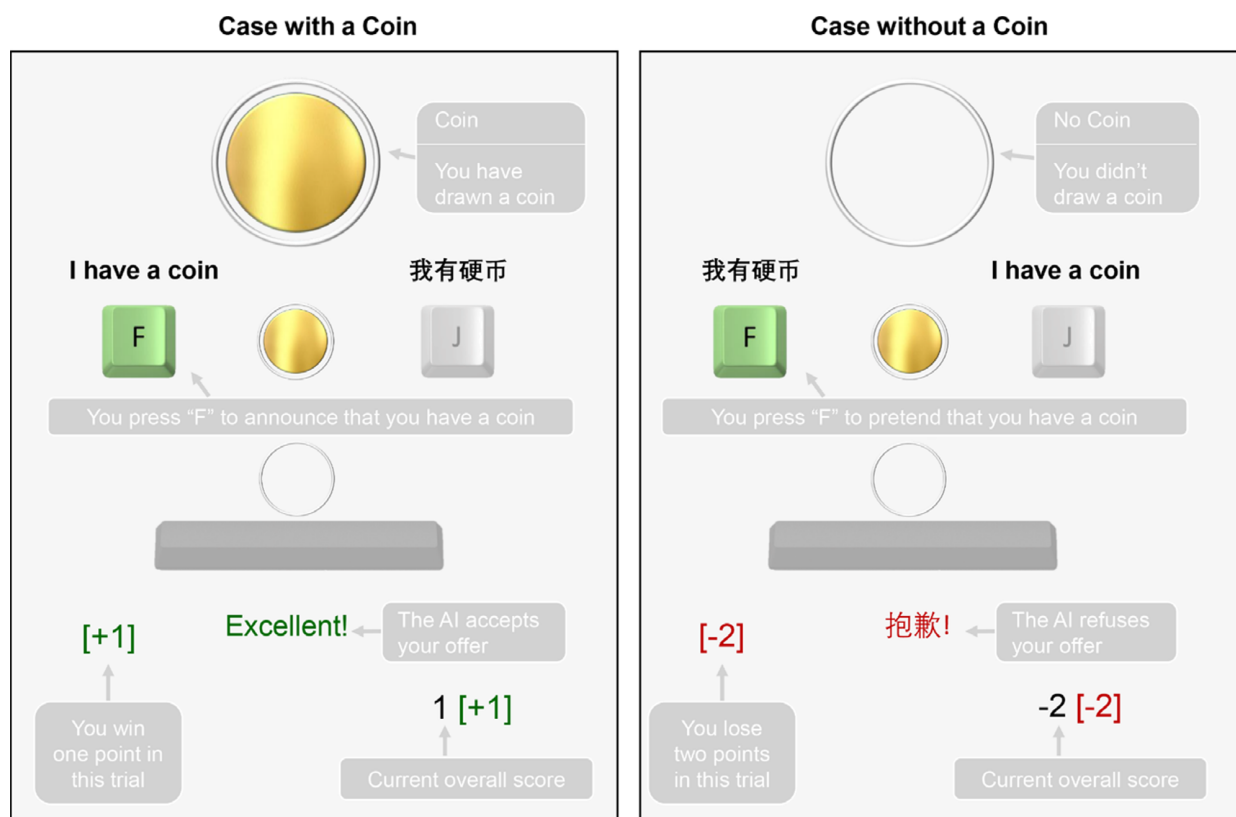 Case with a Coin
Coin
You have
drawn a coin
I have a coin
我有硬币
F
J
You press “F” to announce that you have a coin
[+1]
Excellent!
The AI accepts
your offer
You win
one point in
this trial
1 [+1]
Current overall score
Case without a Coin
No Coin
You didn’t
draw a coin
我有硬币
I have a coin
F
J
You press “F” to pretend that you have a coin
[-2]
抱歉!
The AI refuses
your offer
You lose
two points
in this trial
-2 [-2]
Current overall score